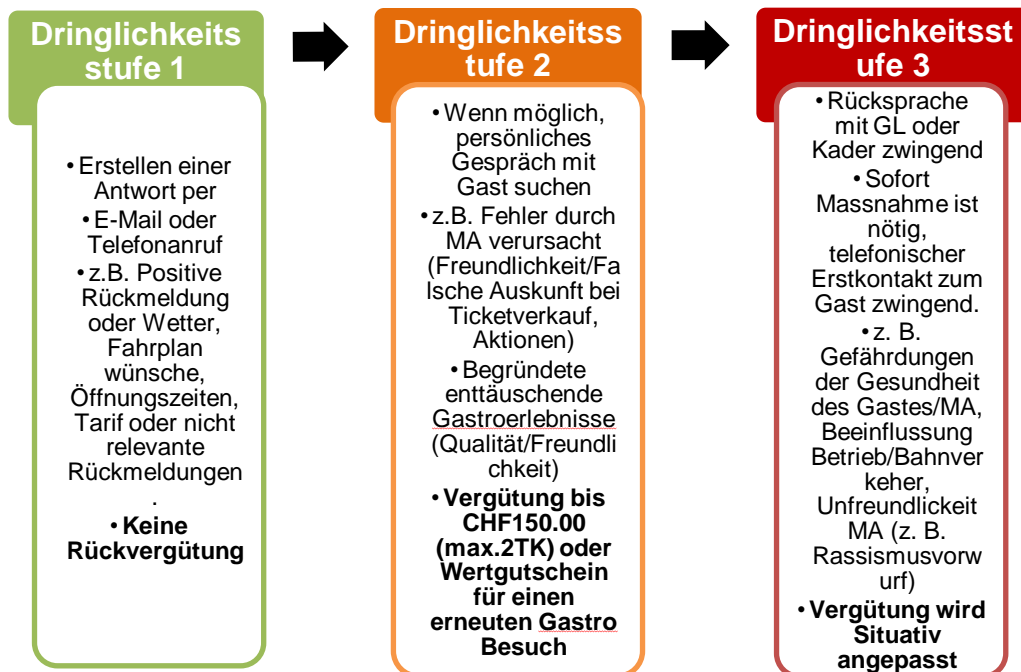 Dringlichkeits
stufe 1
• Erstellen einer
Antwort per
• E-Mail oder
Telefonanruf
• z.B. Positive
Rückmeldung
oder Wetter,
Fahrplan
wünsche,
Öffnungszeiten,
Tarif oder nicht
relevante
Rückmeldungen
.
• Keine
Rückvergütung
Dringlichkeitss
tufe 2
• Wenn möglich,
persönliches
Gespräch mit
Gast suchen
• z.B. Fehler durch
MA verursacht
(Freundlichkeit/Fa
lsche Auskunft bei
Ticketverkauf,
Aktionen)
• Begründete
enttäuschende
Gastroerlebnisse
(Qualität/Freundli
chkeit)
• Vergütung bis
CHF150.00
(max.2TK) oder
Wertgutschein
für einen
erneuten Gastro
Besuch
Dringlichkeitsst
ufe 3
• Rücksprache
mit GL oder
Kader zwingend
• Sofort
Massnahme ist
nötig,
telefonischer
Erstkontakt zum
Gast zwingend.
• z. B.
Gefährdungen
der Gesundheit
des Gastes/MA,
Beeinflussung
Betrieb/Bahnver
keher,
Unfreundlickeit
MA (z. B.
Rassismusvorw
urf)
• Vergütung wird
Situativ
angepasst